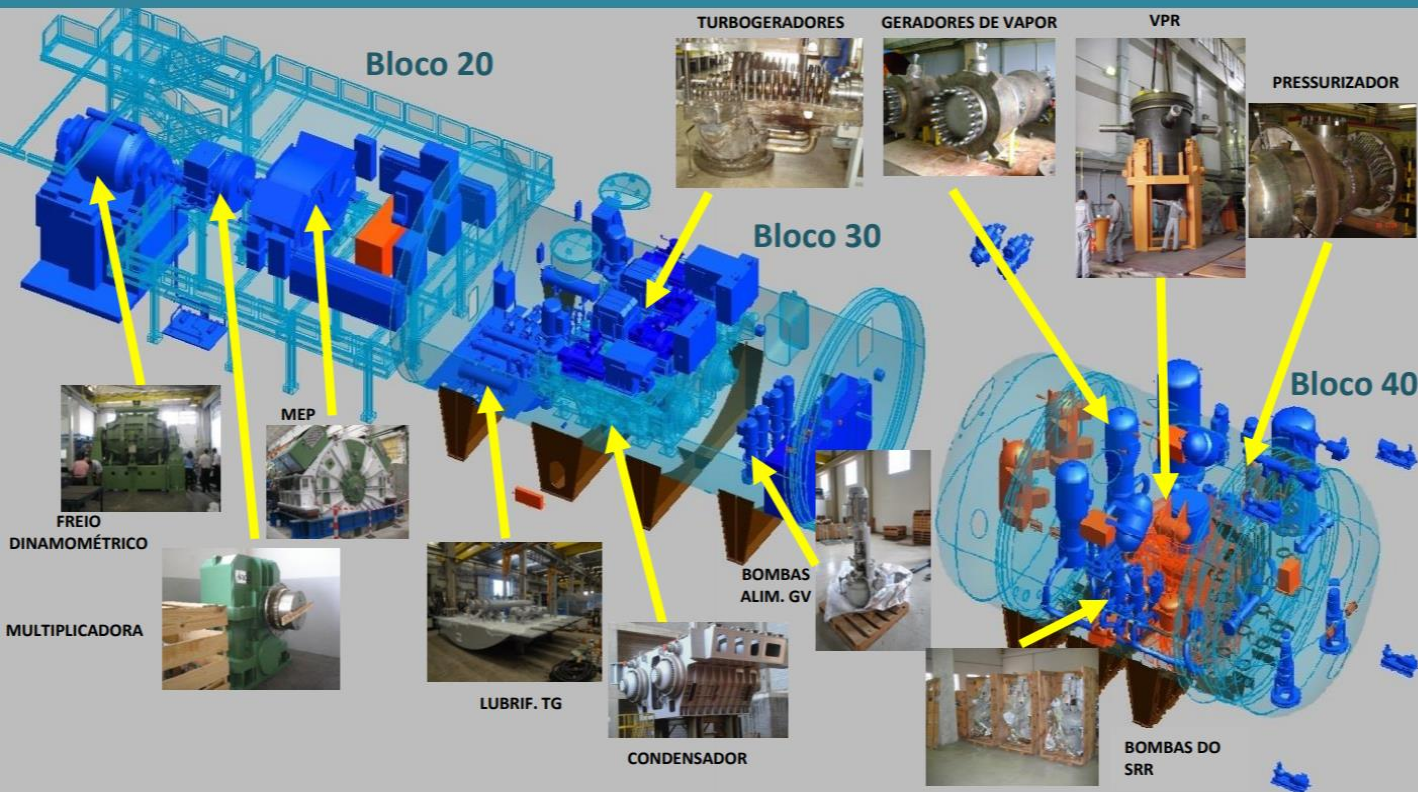 TURBOGERADORES
GERADORES DE VAPOR
VPR
Bloco 20
PRESSURIZADOR
Bloco 30
Bloco 40
MEP
FREIO
DINAMOMÉTRICO
MULTIPLICADORA
LUBRIF. TG
CONDENSADOR
BOMBAS
ALIM. GV
BOMBAS DO
SRR